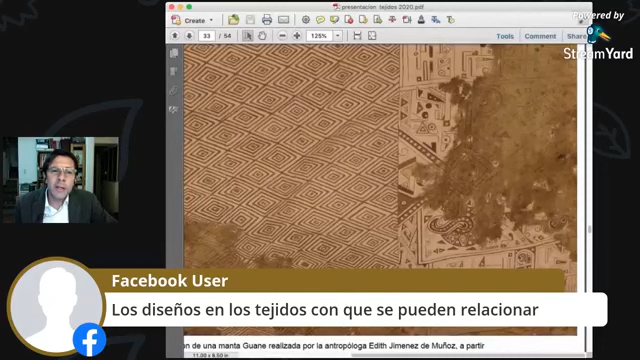 presentacion tejidos 2020.pdf
Powered by
StreamYard
Create
33 / 54
125%
Tools
Comment
Share
Facebook User
Los diseños en los tejidos con que se pueden relacionar
on de una manta Guane realizada por la antropóloga Edith Jimenez de Muñoz, a partir
11,00 x 8,50 in